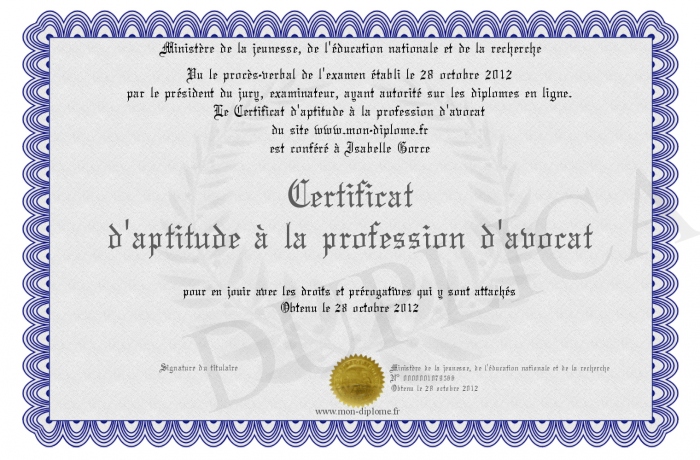 Ministère de la jeunesse, de l'éducation nationale et de la recherche
Vu le procès-verbal de l'examen établi le 28 octobre 2012
par le président du jury, examinateur, ayant autorité sur les diplomes en ligne.
Le Certificat d'aptitude à la profession d'avocat
du site www.mon-diplome.fr
est conféré à Isabelle Gorce
Certificat
d'aptitude à la profession d'avocat
DUPLICA
pour en jouir avec les droits et prérogatives qui y sont attachés
Obtenu le 28 octobre 2012
Signature du titulaire
Ministère de la jeunesse, de l'éducation nationale et de la recherche
Obtenu le 28 octobre 2012
www.mon-diplome.fr